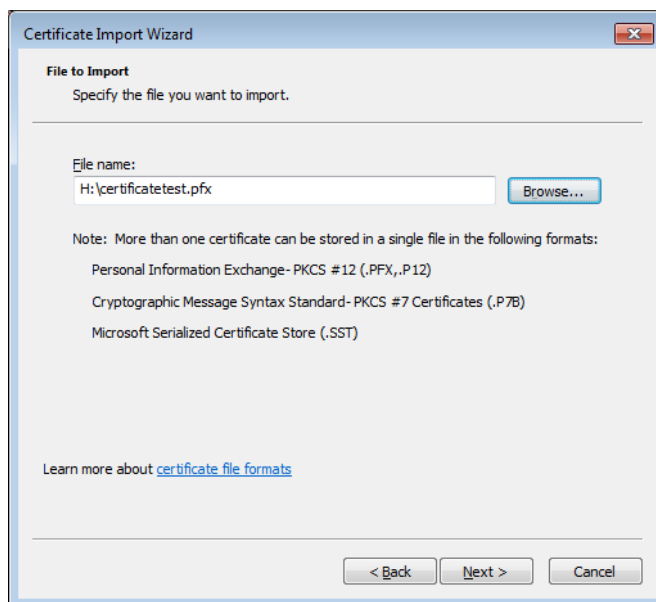 Certificate Import Wizard
File to Import
Specify the file you want to import.
File name:
H:\certificatetest.pfx
Browse...
Note: More than one certificate can be stored in a single file in the following formats:
Personal Information Exchange- PKCS #12 (.PFX,.P12)
Cryptographic Message Syntax Standard- PKCS #7 Certificates (.P7B)
Microsoft Serialized Certificate Store (.SST)
Learn more about certificate file formats
< Back
Next >
Cancel